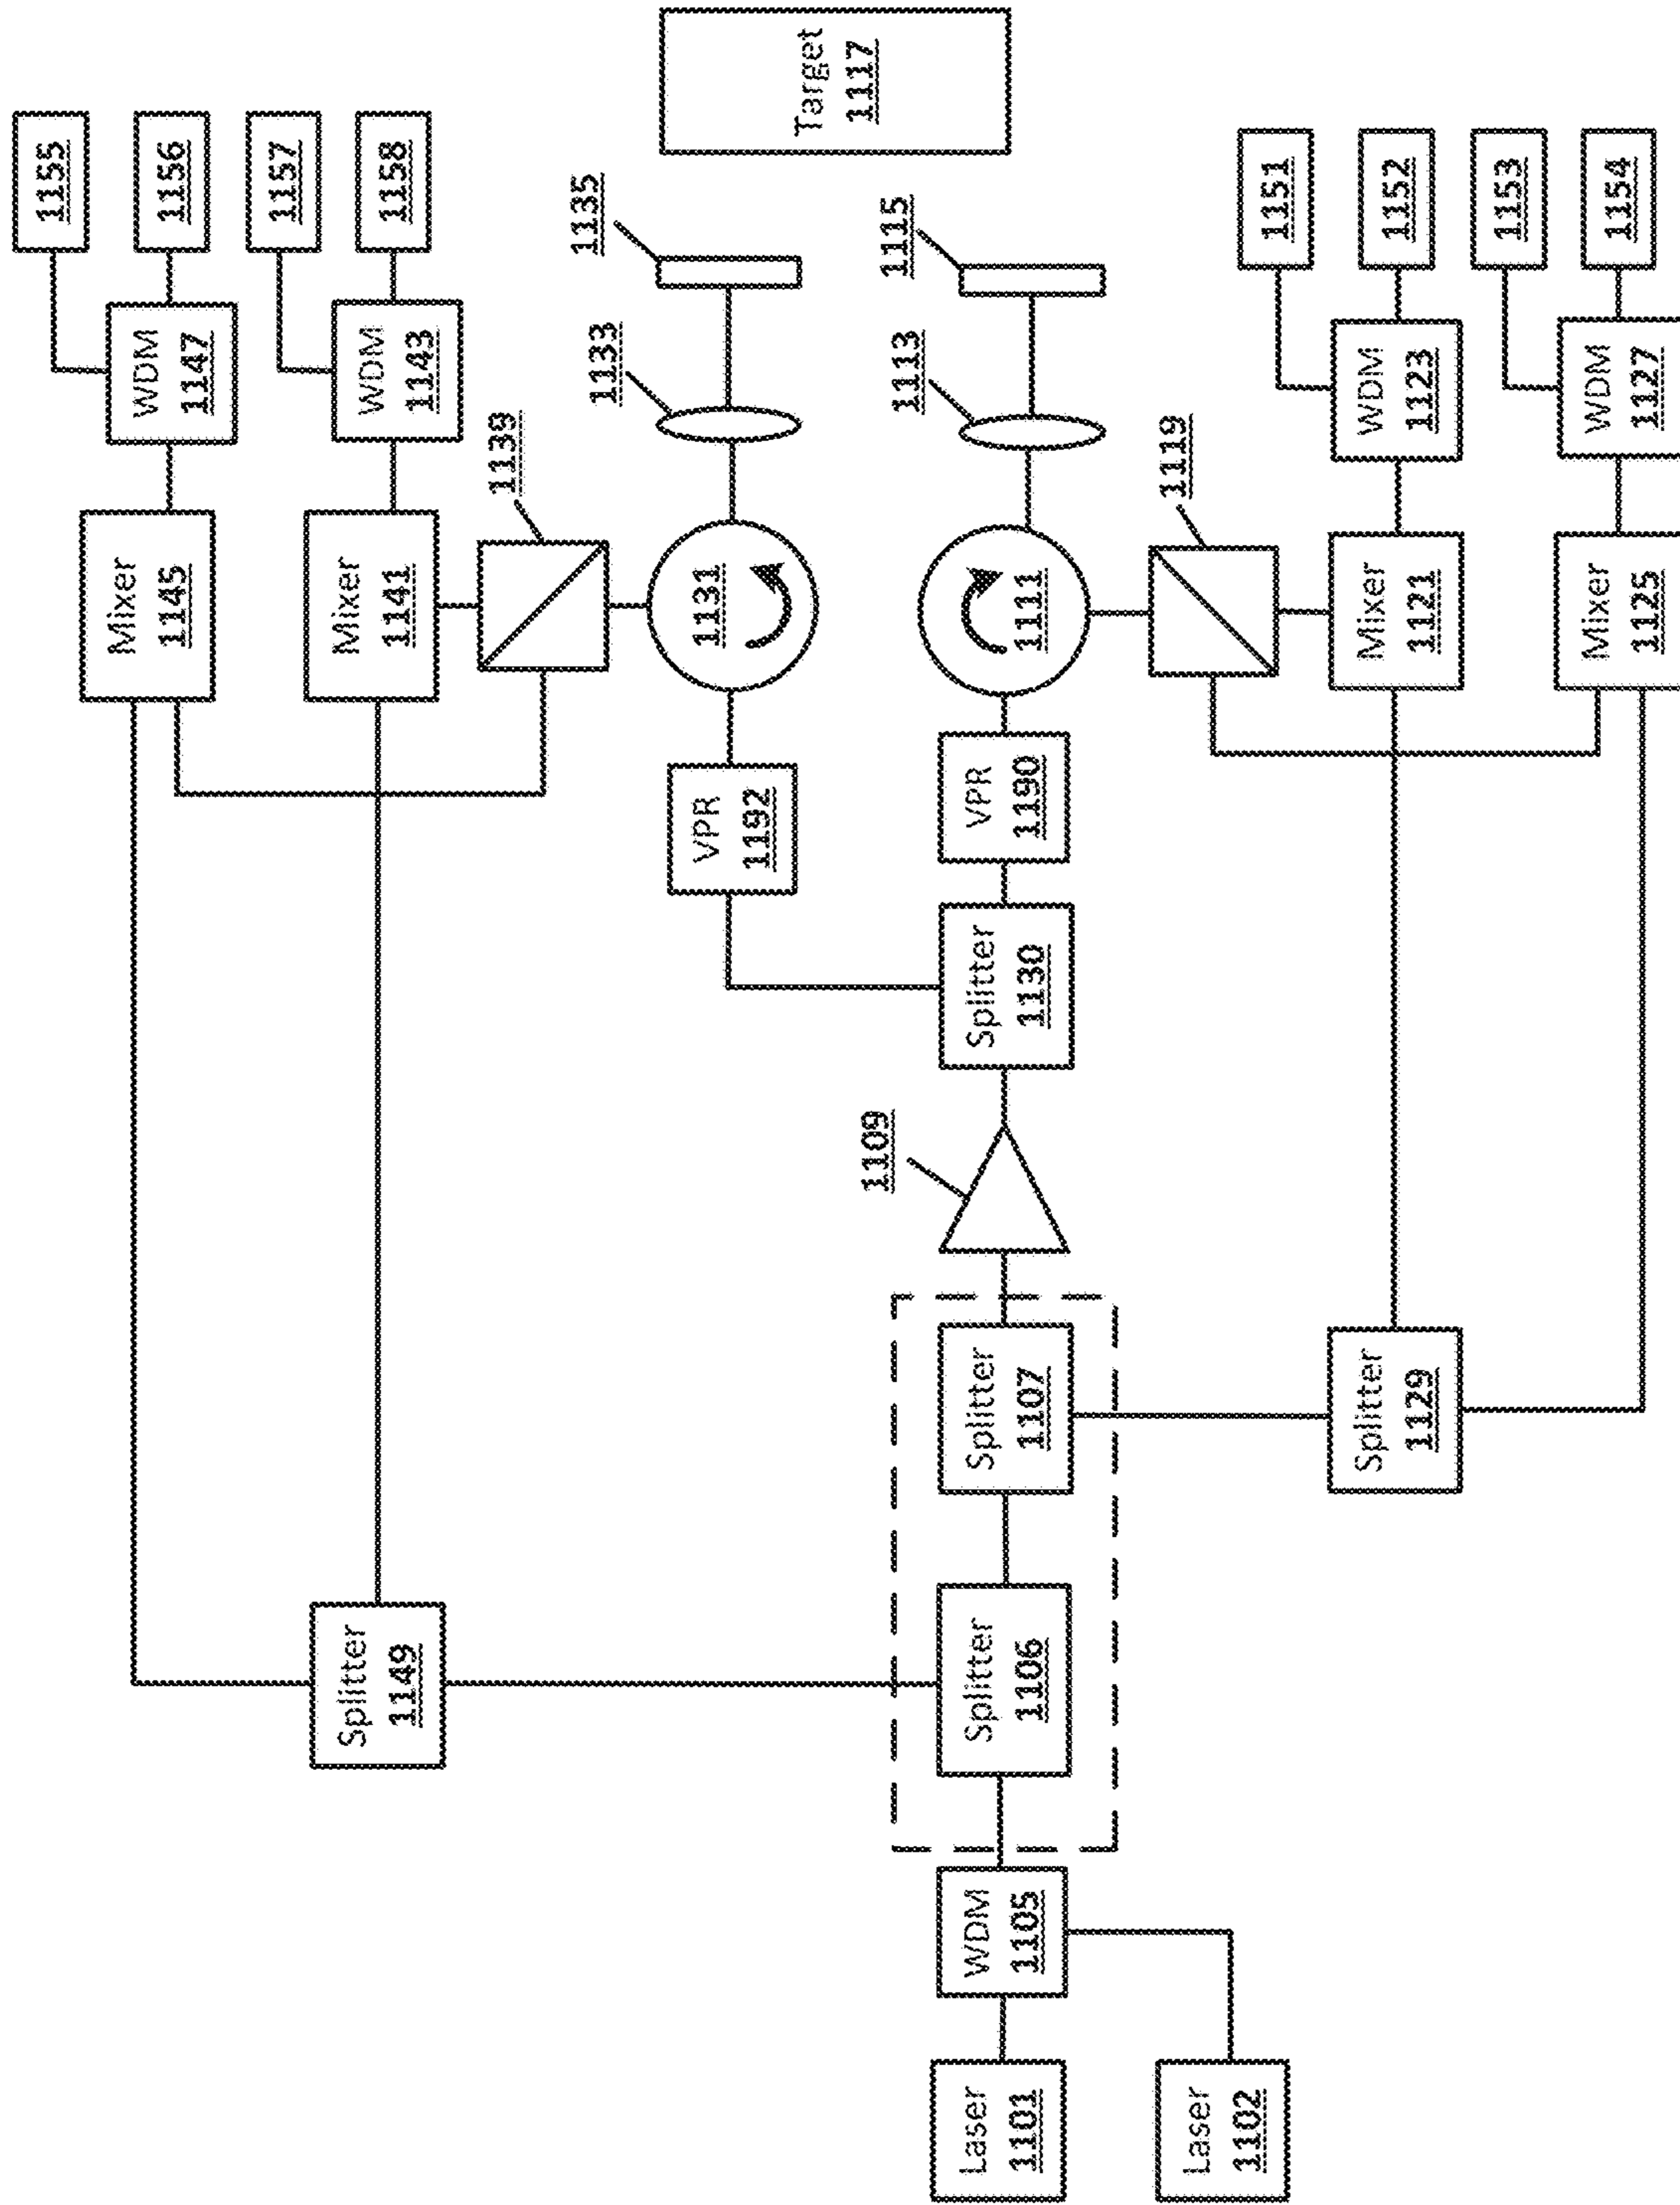 Laser
1101
Laser
1102
WDM
1105
Splitter
1106
Splitter
1107
Splitter
1149
Splitter
1129
1109
Splitter
1130
VPR
1192
VPR
1190
1131
1111
1133
1113
1135
1115
Target
1117
1139
1119
Mixer
1145
Mixer
1141
Mixer
1121
Mixer
1125
WDM
1147
WDM
1143
WDM
1123
WDM
1127
1155
1156
1157
1158
1151
1152
1153
1154